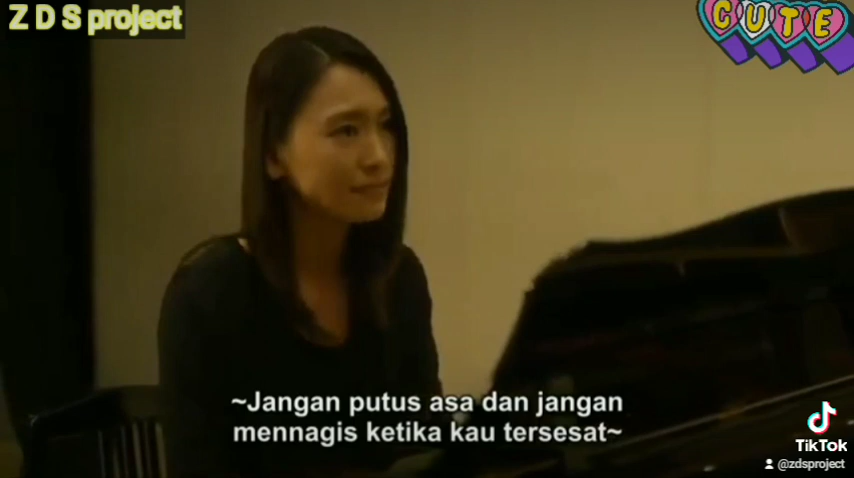 Z D S project
CUTE
~Jangan putus asa dan jangan
mennagis ketika kau tersesat~
TikTok
@zdsproject